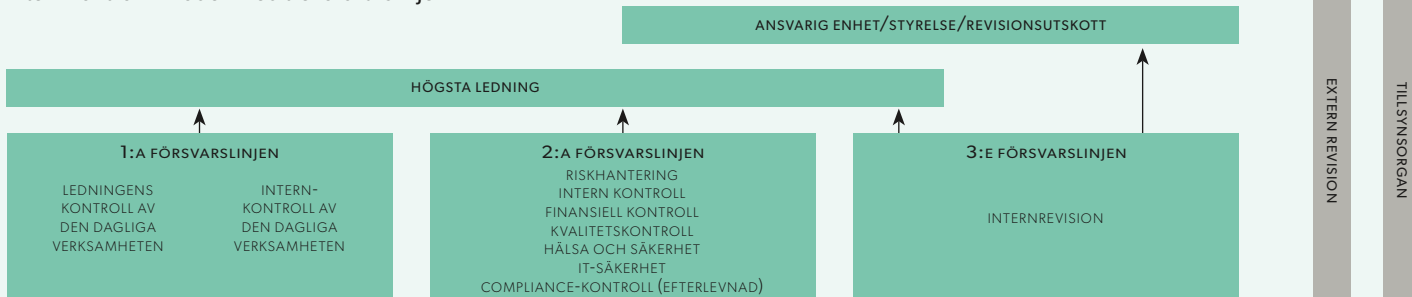 ANSVARIG ENHET/STYRELSE/REVISIONSUTSKOTT
HÖGSTA LEDNING
1:A FÖRSVARSLINJEN
LEDNINGENS
KONTROLL AV
DEN DAGLIGA
VERKSAMHETEN
INTERN-
KONTROLL AV
DEN DAGLIGA
VERKSAMHETEN
2:A FÖRSVARSLINJEN
RISKHANTERING
INTERN KONTROLL
FINANSIELL KONTROLL
KVALITETSKONTROLL
HÄLSA OCH SÄKERHET
IT-SÄKERHET
COMPLIANCE-KONTROLL (EFTERLEVNAD)
3:E FÖRSVARSLINJEN
INTERNREVISION
EXTERN REVISION
TILLSYNSORGAN